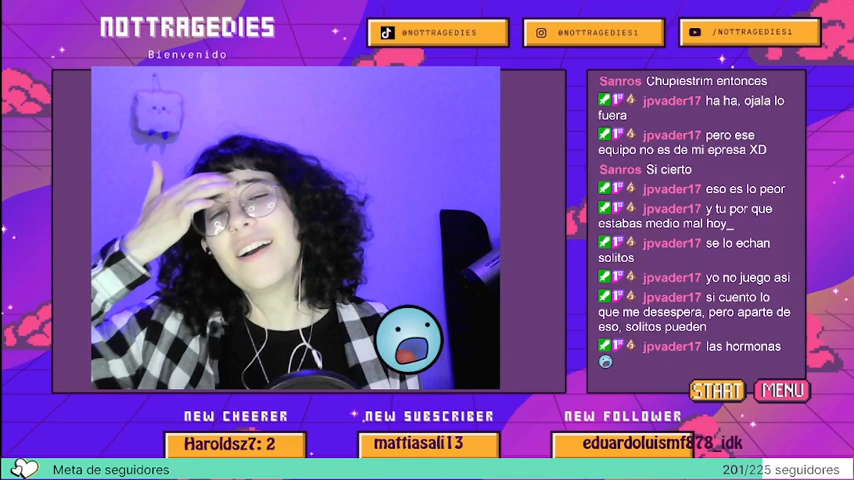 NOTTRAGEDIES
Bienvenido
@NOTTRAGEDIES
@NOTTRAGEDIES1
/NOTTRAGEDIES1
Sanros Chupiestrim entonces
jpvader17 ha ha, ojala lo
fuera
jpvader17 pero ese
equipo no es de mi epresa XD
Sanros Si cierto
jpvader17 eso es lo peor
jpvader17 y tu por que
estabas medio mal hoy_
jpvader17 se lo echan
solitos
jpvader17 yo no juego asi
jpvader17 si cuento lo
que me desespera, pero aparte de
eso, solitos pueden
jpvader17 las hormonas
START MENU
NEW CHEERER
NEW SUBSCRIBER
NEW FOLLOWER
Haroldsz7: 2
mattiasali13
eduardoluismf878_idk
Meta de seguidores
201/225 seguidores